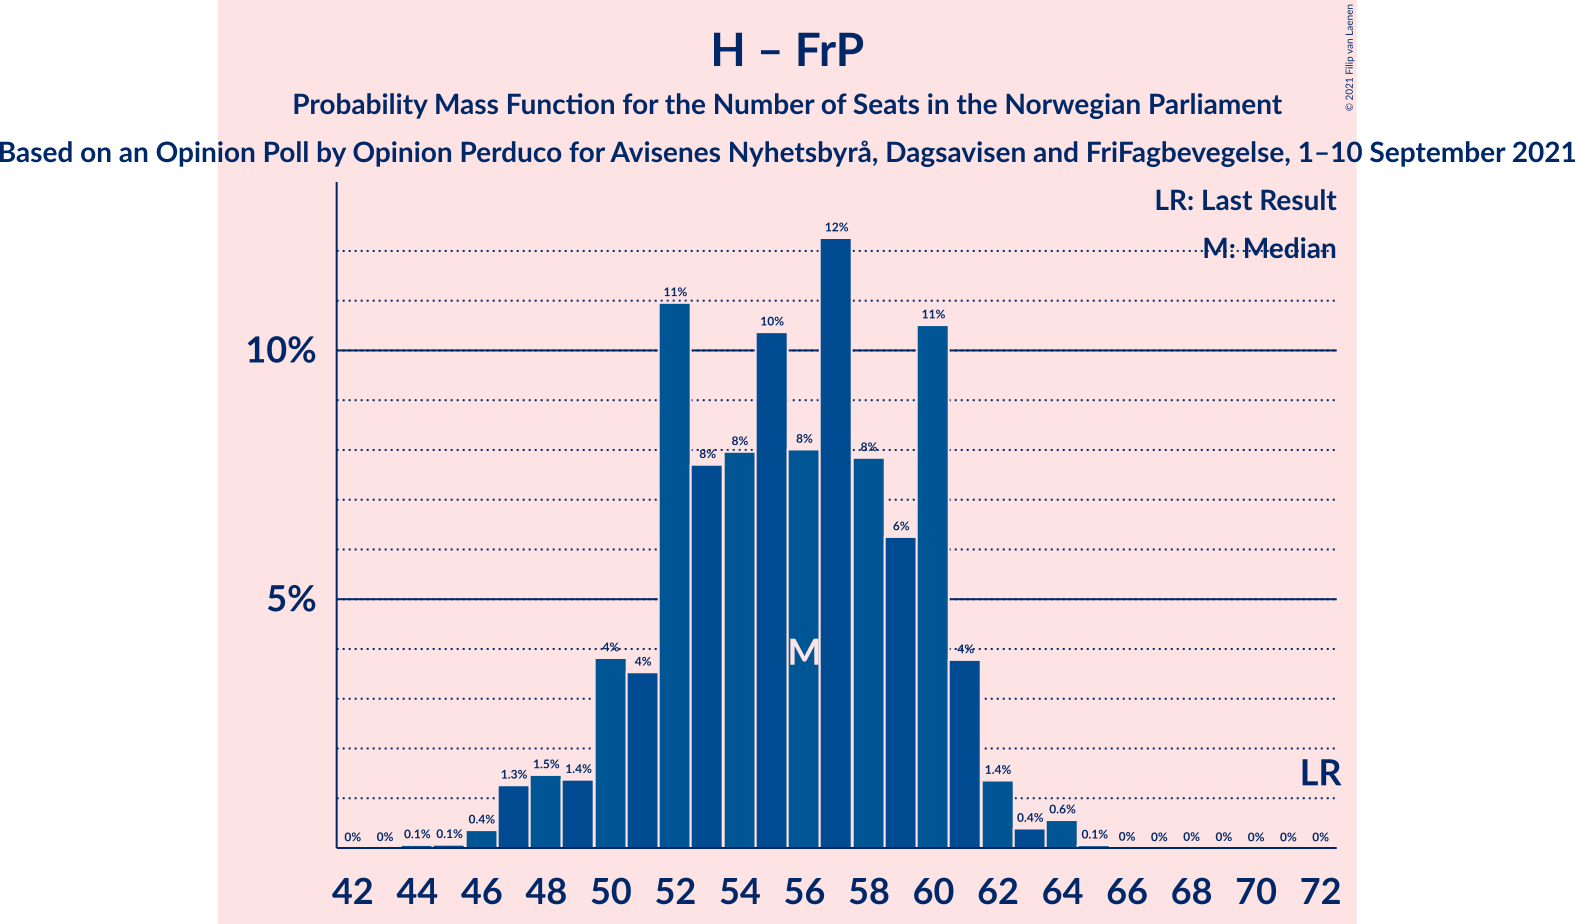 H – FrP
Probability Mass Function for the Number of Seats in the Norwegian Parliament
Based on an Opinion Poll by Opinion Perduco for Avisenes Nyhetsbyrå, Dagsavisen and FriFagbevegelse, 1–10 September 2021
© 2021 Filip van Laenen
LR: Last Result
M: Median
10%
5%
0% 0% 0.1% 0.1% 0.4% 1.3% 1.5% 1.4% 4% 4% 11% 8% 8% 10% 8% 12% 8% 6% 11% 4% 1.4% 0.4% 0.6% 0.1% 0% 0% 0% 0% 0% 0% 0%
M
LR
42 44 46 48 50 52 54 56 58 60 62 64 66 68 70 72